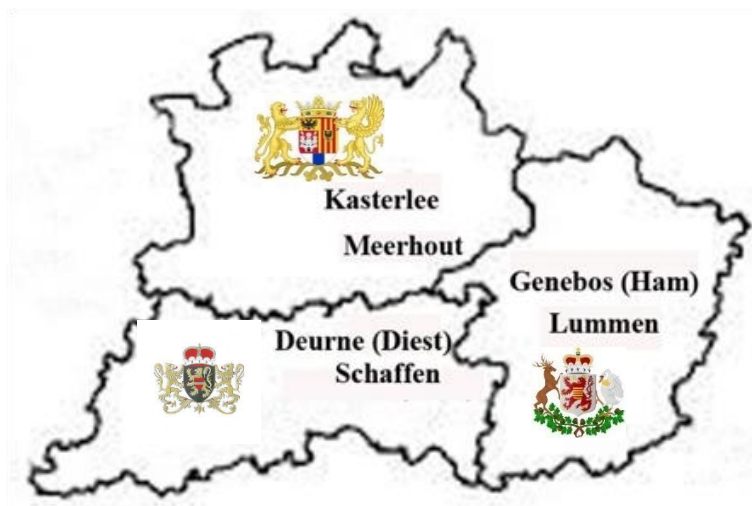 Kasterlee
Meerhout
Genebos (Ham)
Lummen
Deurne (Diest)
Schaffen